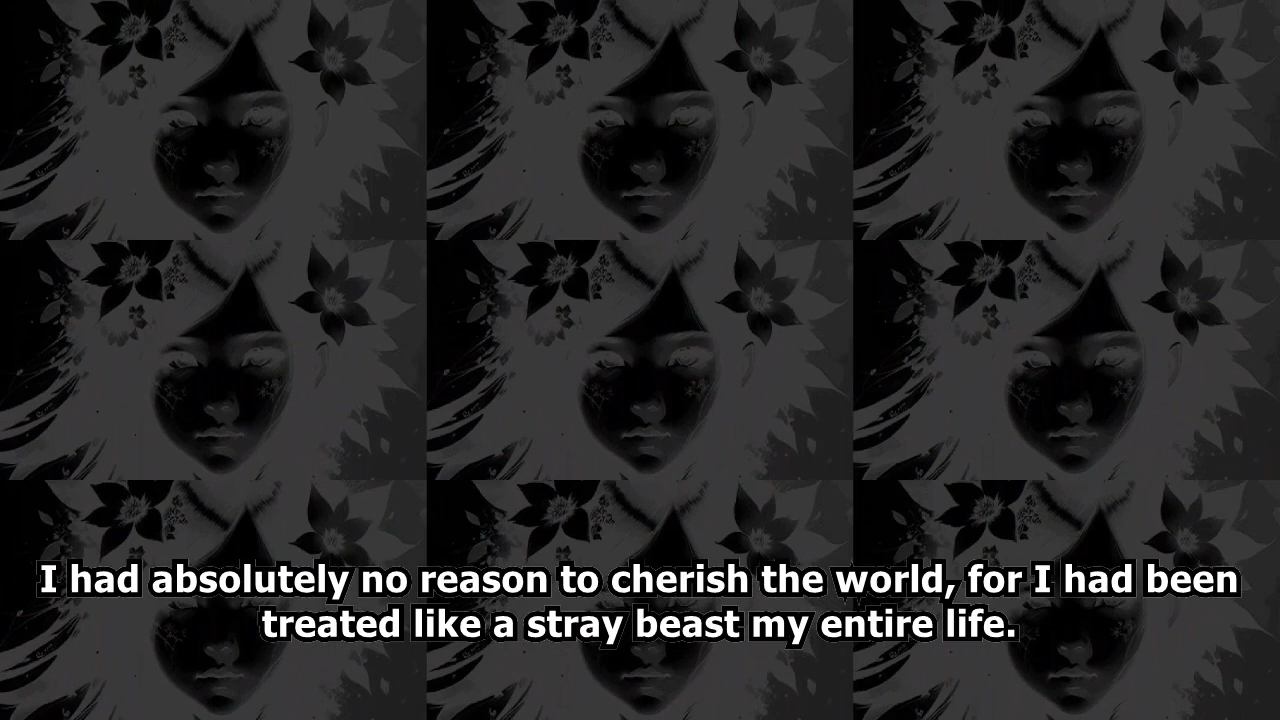 I had absolutely no reason to cherish the world, for I had been
treated like a stray beast my entire life.